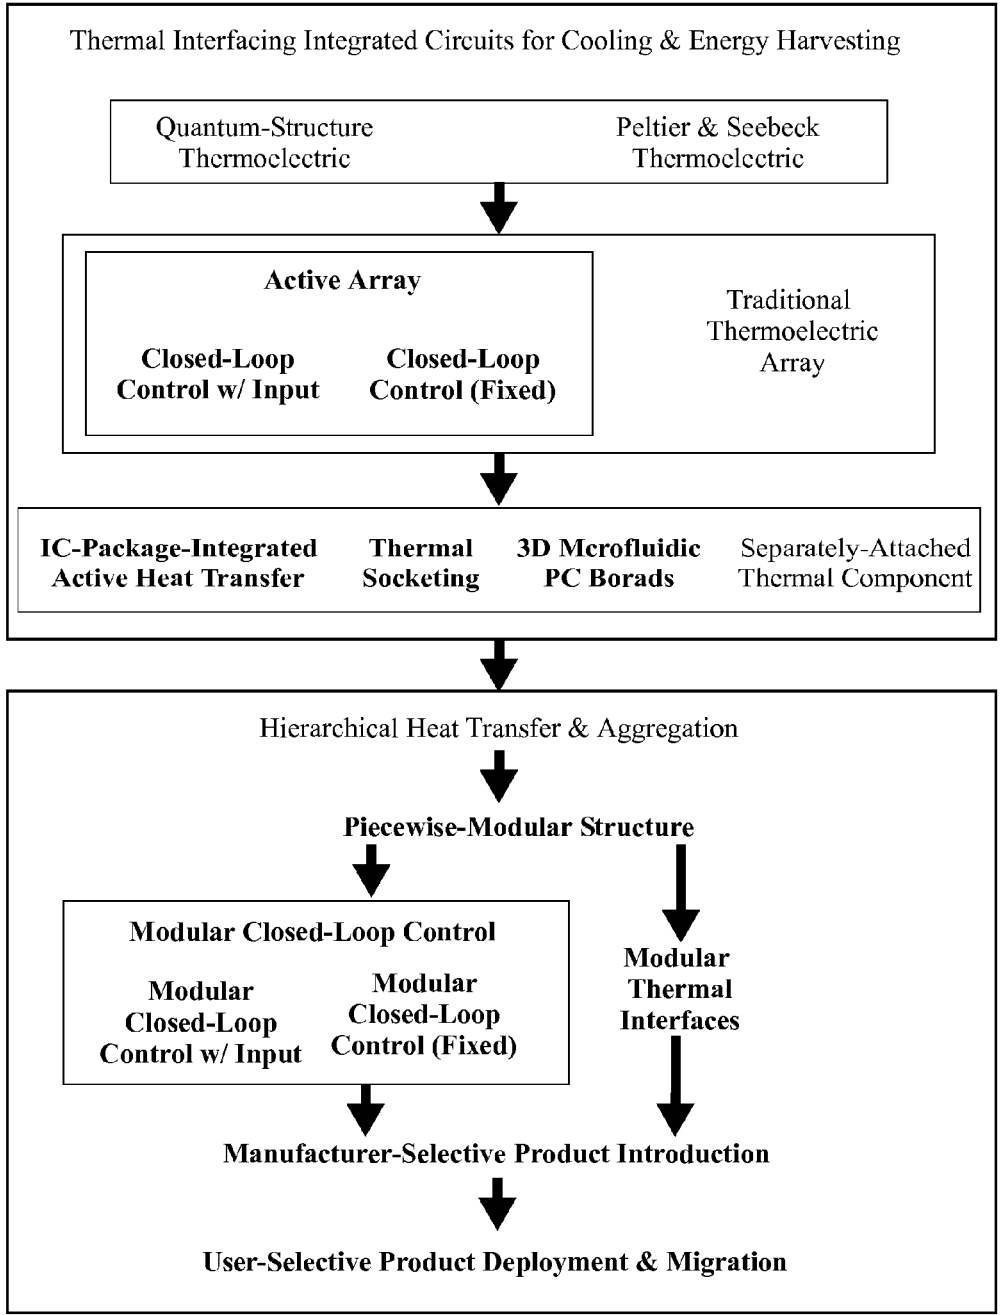 Thermal Interfacing Integrated Circuits for Cooling & Energy Harvesting
Quantum-Structure
Thermoelectric
Peltier & Seebeck
Thermoelectric
Active Array
Closed-Loop
Control w/ Input
Closed-Loop
Control (Fixed)
Traditional
Thermoelectric
Array
IC-Package-Integrated
Active Heat Transfer
Thermal
Socketing
3D Mcrofluidic
PC Borads
Separately-Attached
Thermal Component
Hierarchical Heat Transfer & Aggregation
Piecewise-Modular Structure
Modular Closed-Loop Control
Modular
Closed-Loop
Control w/ Input
Modular
Closed-Loop
Control (Fixed)
Modular
Thermal
Interfaces
Manufacturer-Selective Product Introduction
User-Selective Product Deployment & Migration